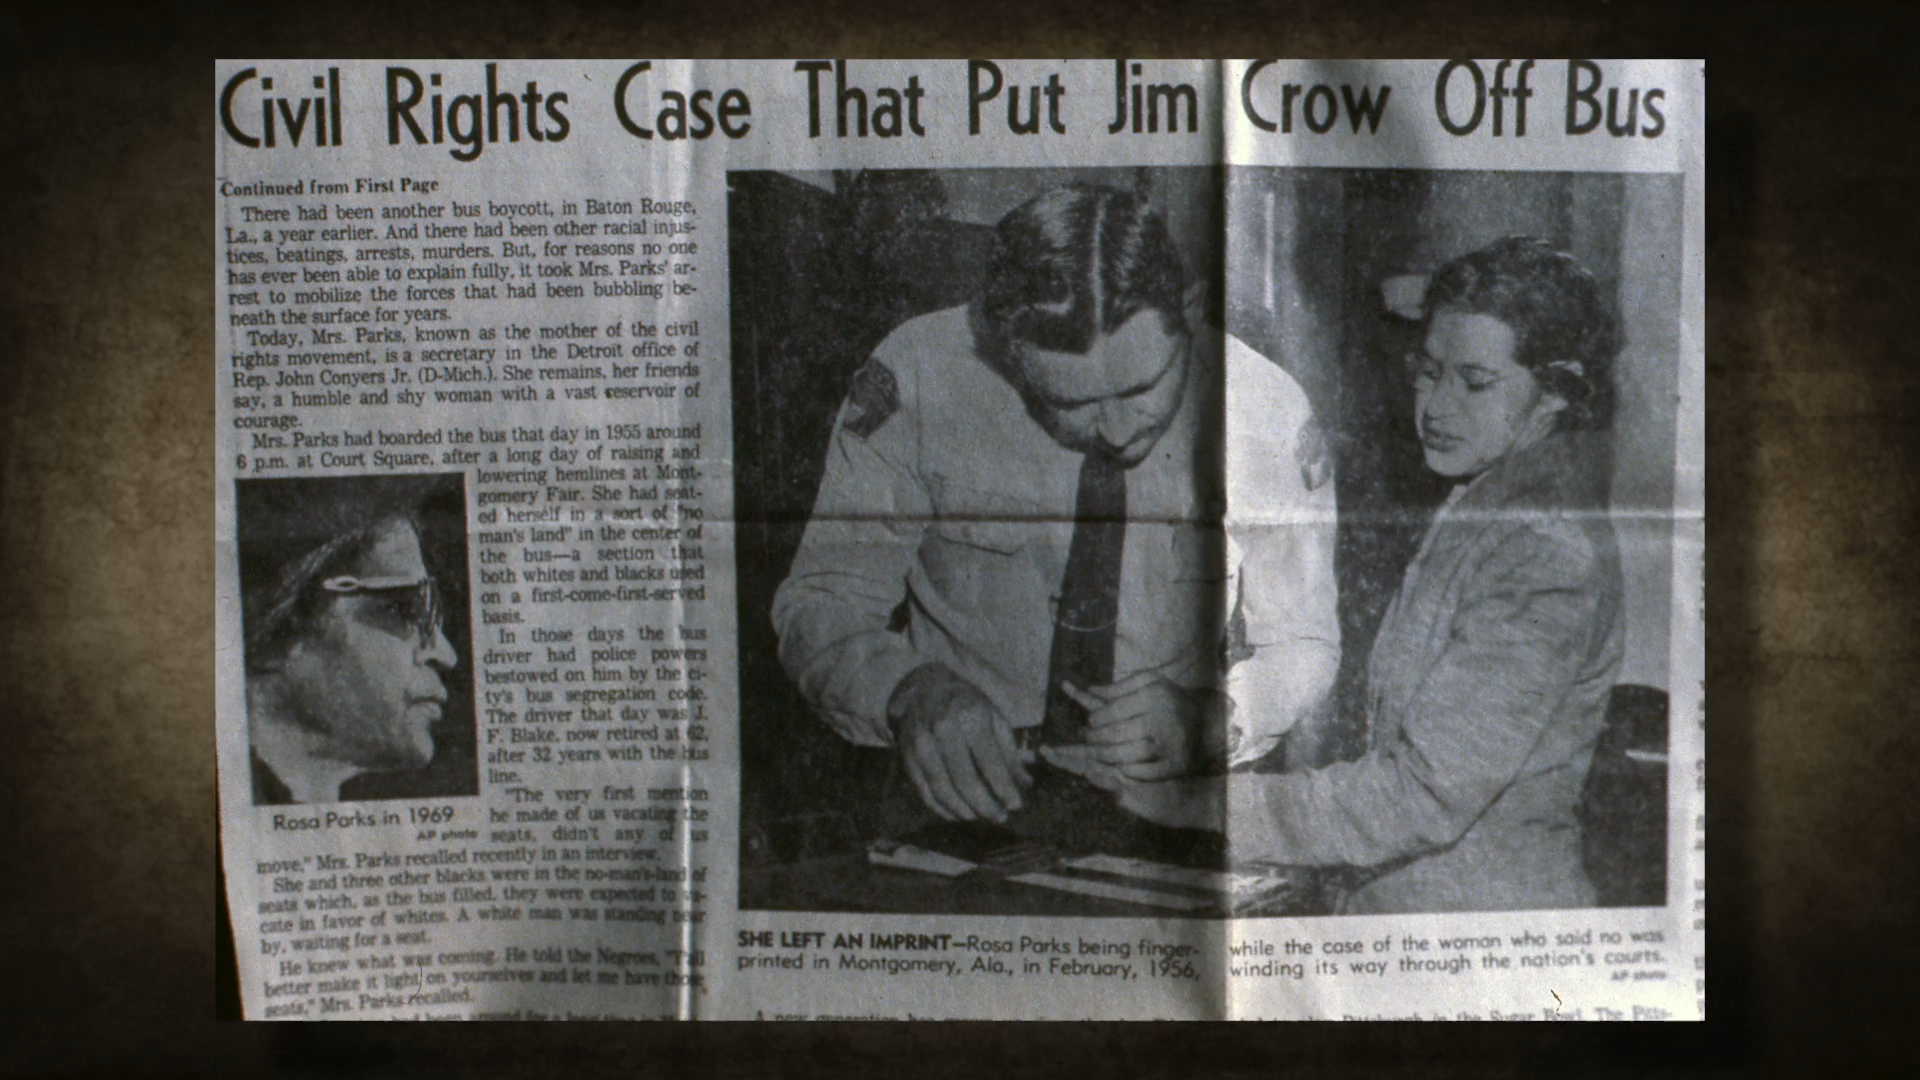 Civil Rights Case That Put Jim Crow Off Bus
Continued from First Page
There had been another bus boycott, in Baton Rouge,
La., a year earlier. And there had been other racial injus-
tices, beatings, arrests, murders. But, for reasons no one
has ever been able to explain fully, it took Mrs. Parks' ar-
rest to mobilize the forces that had been bubbling be-
neath the surface for years.
Today, Mrs. Parks, known as the mother of the civil
rights movement, is a secretary in the Detroit office of
Rep. John Conyers Jr. (D-Mich.). She remains, her friends
say, a humble and shy woman with a vast reservoir of
courage.
Mrs. Parks had boarded the bus that day in 1955 around
6 p.m. at Court Square, after a long day of raising and
lowering hemlines at Mont-
gomery Fair. She had seat-
ed herself in a sort of "no
man's land" in the center of
the bus—a section that
both whites and blacks used
on a first-come-first-served
basis.
In those days the bus
driver had police powers
bestowed on him by the ci-
ty's bus segregation code.
The driver that day was J.
F. Blake, now retired at 62,
after 32 years with the bus
line.
"The very first mention
he made of us vacating the
seats, didn't any of us
move," Mrs. Parks recalled recently in an interview.
She and three other blacks were in the no-man's-land of
seats which, as the bus filled, they were expected to va-
cate in favor of whites. A white man was standing near
by, waiting for a seat.
He knew what was coming. He told the Negroes, "Y'all
better make it light on yourselves and let me have those
seats," Mrs. Parks recalled.
Rosa Parks in 1969
AP photo
SHE LEFT AN IMPRINT—Rosa Parks being finger-
printed in Montgomery, Ala., in February, 1956,
while the case of the woman who said no was
winding its way through the nation's courts.
AP photo
A new generation
Pittsburgh in the Sugar Bowl. The Pitts-